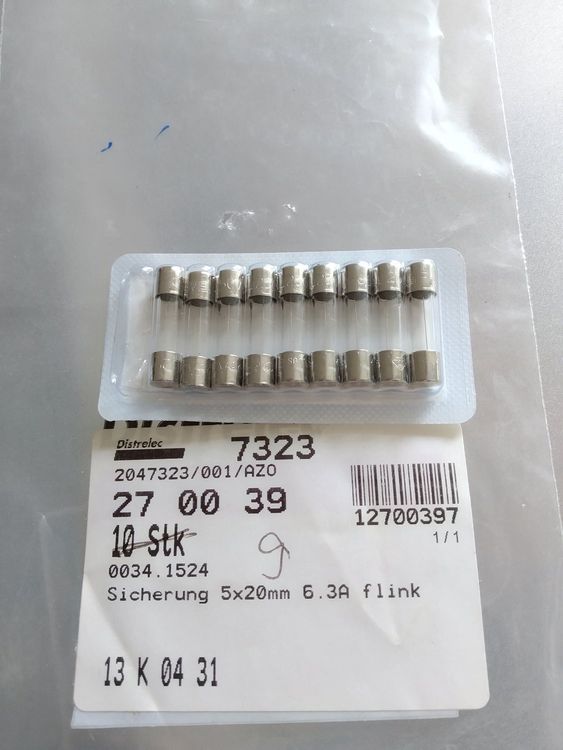 Distrelec
7323
2047323/001/AZO
27 00 39
12700397
1/1
10 Stk
9
0034.1524
Sicherung 5x20mm 6.3A flink
13 K 04 31